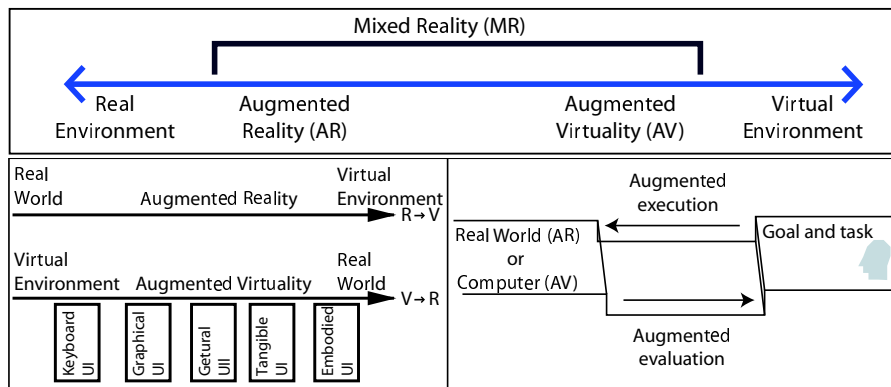 Mixed Reality (MR)
Real
Environment
Augmented
Reality (AR)
Augmented
Virtuality (AV)
Virtual
Environment
Real
World
Augmented Reality
Virtual
Environment
R→V
Virtual
Environment
Augmented Virtuality
Real
World
V→R
Keyboard
UI
Graphical
UI
Getural
UII
Tangible
UI
Embodied
UI
Augmented
execution
Real World (AR)
or
Computer (AV)
Goal and task
Augmented
evaluation